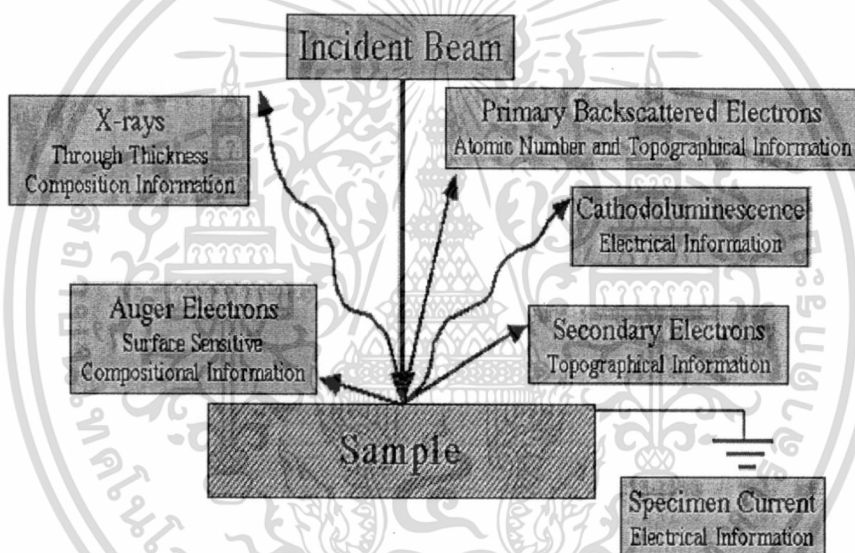 Incident Beam
X-rays
Through Thickness
Composition Information
Primary Backscattered Electrons
Atomic Number and Topographical Information
Cathodoluminescence
Electrical Information
Auger Electrons
Surface Sensitive
Compositional Information
Secondary Electrons
Topographical Information
Sample
Specimen Current
Electrical Information